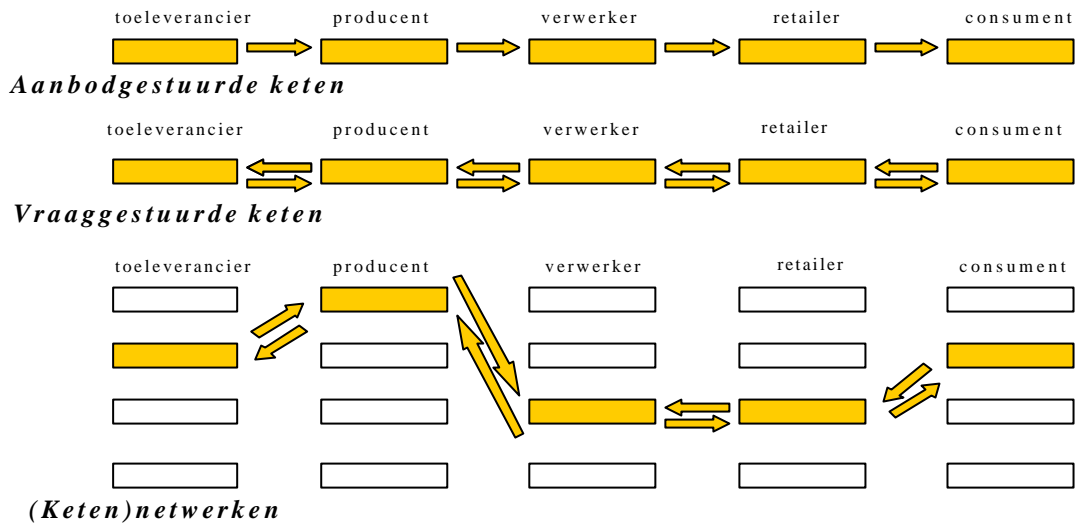 toeleverancier producent verwerker retailer consument
Aanbodgestuurde keten
toeleverancier producent verwerker retailer consument
Vraaggestuurde keten
toeleverancier producent verwerker retailer consument
(Keten)netwerken